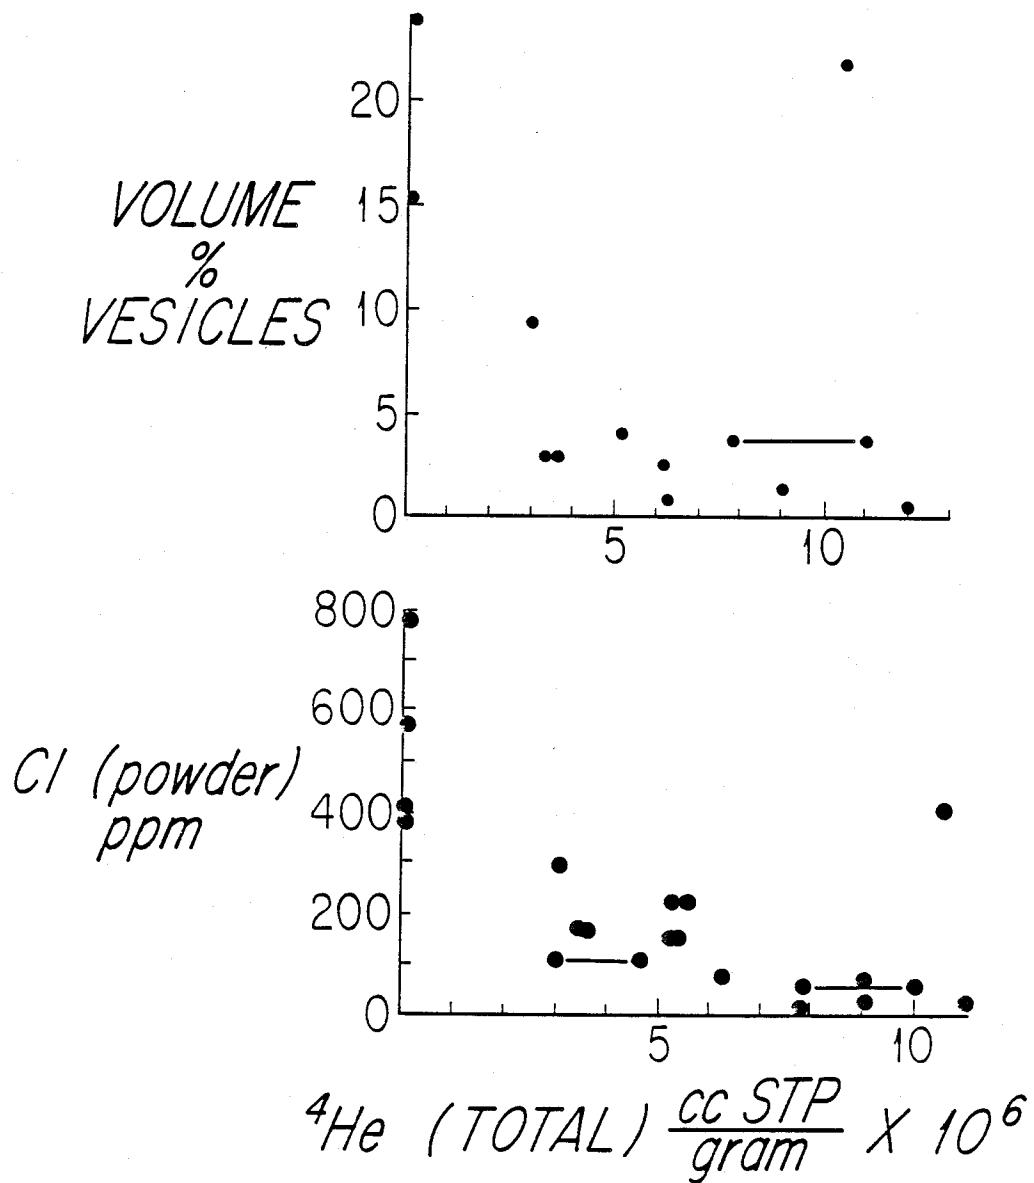 20
VOLUME
%
VESICLES
15
10
5
0
5 10
800
600
Cl (powder)
ppm
400
200
0
5 10
⁴He (TOTAL) cc STP/gram X 10⁶